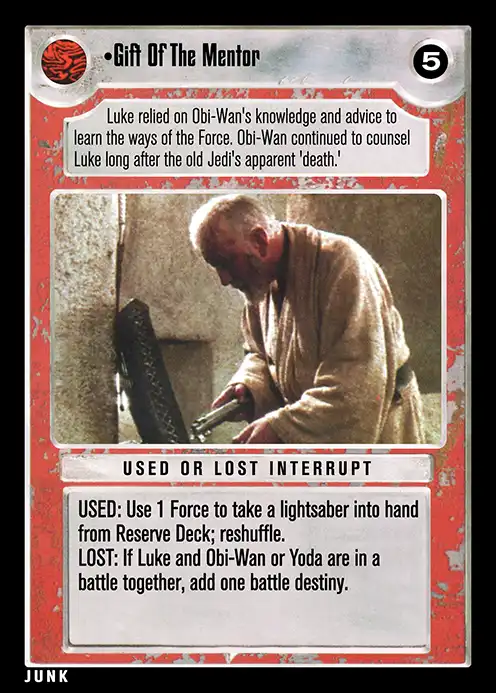 •Gift Of The Mentor
5
Luke relied on Obi-Wan's knowledge and advice to
learn the ways of the Force. Obi-Wan continued to counsel
Luke long after the old Jedi's apparent 'death.'
USED OR LOST INTERRUPT
USED: Use 1 Force to take a lightsaber into hand
from Reserve Deck; reshuffle.
LOST: If Luke and Obi-Wan or Yoda are in a
battle together, add one battle destiny.
JUNK